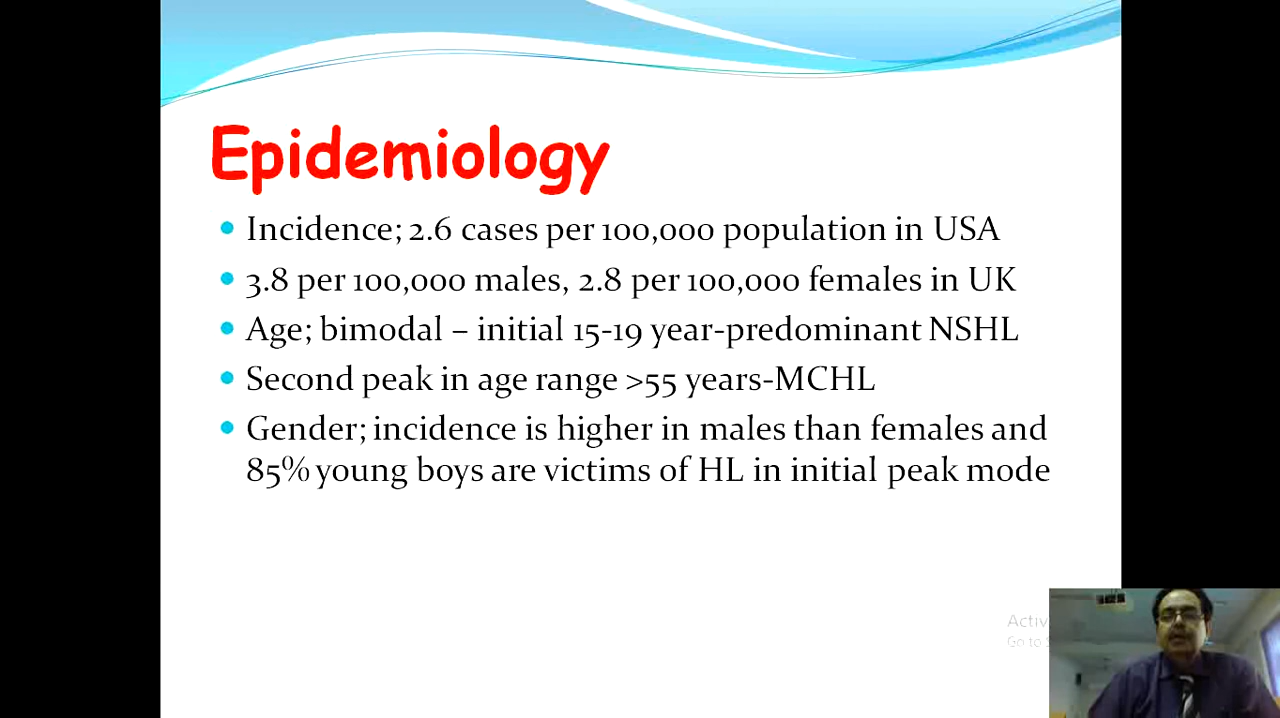 Epidemiology
Incidence; 2.6 cases per 100,000 population in USA
3.8 per 100,000 males, 2.8 per 100,000 females in UK
Age; bimodal – initial 15-19 year-predominant NSHL
Second peak in age range >55 years-MCHL
Gender; incidence is higher in males than females and
85% young boys are victims of HL in initial peak mode
Activ
Go to S